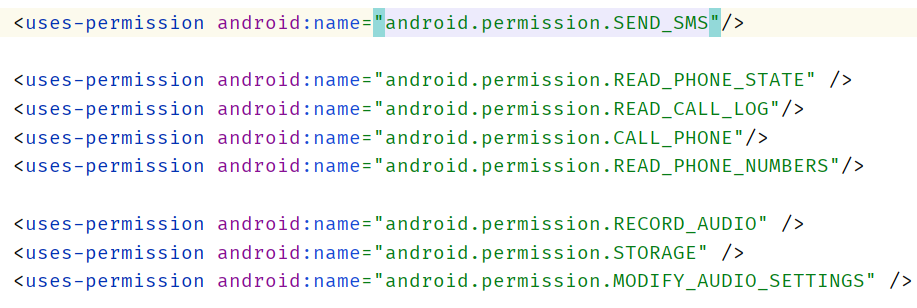 <uses-permission android:name="android.permission.SEND_SMS"/>
<uses-permission android:name="android.permission.READ_PHONE_STATE" />
<uses-permission android:name="android.permission.READ_CALL_LOG"/>
<uses-permission android:name="android.permission.CALL_PHONE"/>
<uses-permission android:name="android.permission.READ_PHONE_NUMBERS"/>
<uses-permission android:name="android.permission.RECORD_AUDIO" />
<uses-permission android:name="android.permission.STORAGE" />
<uses-permission android:name="android.permission.MODIFY_AUDIO_SETTINGS" />